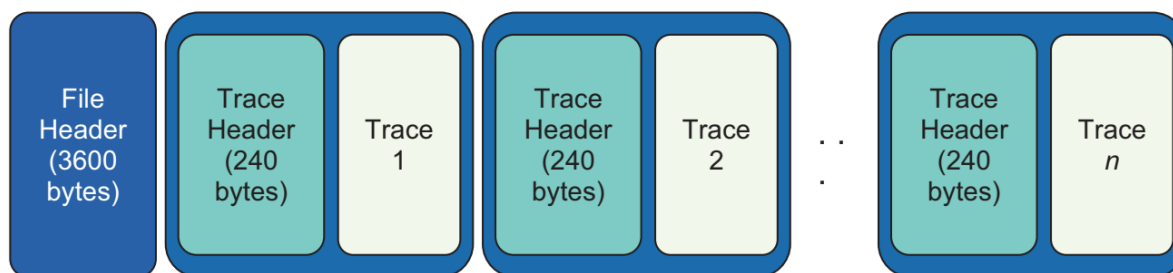 File
Header
(3600
bytes)
Trace
Header
(240
bytes)
Trace
1
Trace
Header
(240
bytes)
Trace
2
. .
.
Trace
Header
(240
bytes)
Trace
n